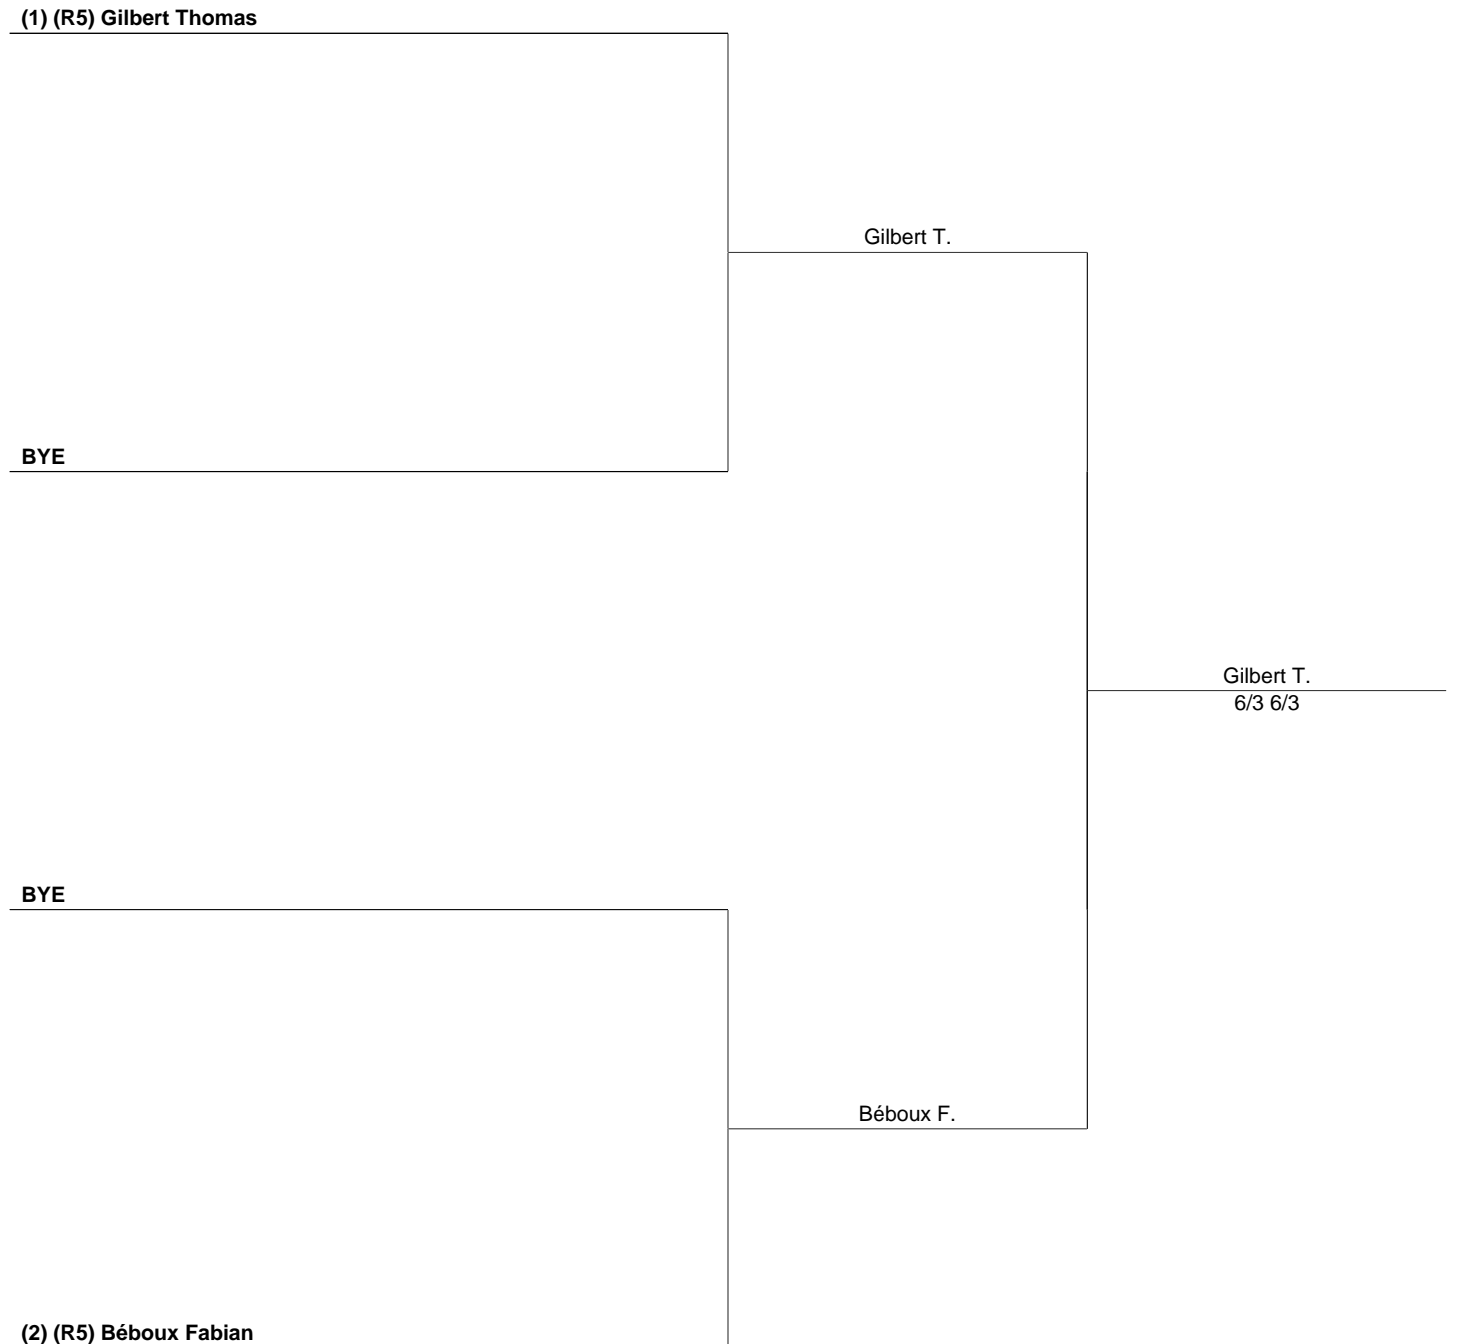 (1) (R5) Gilbert Thomas
Gilbert T.
BYE
Gilbert T.
6/3 6/3
BYE
Béboux F.
(2) (R5) Béboux Fabian